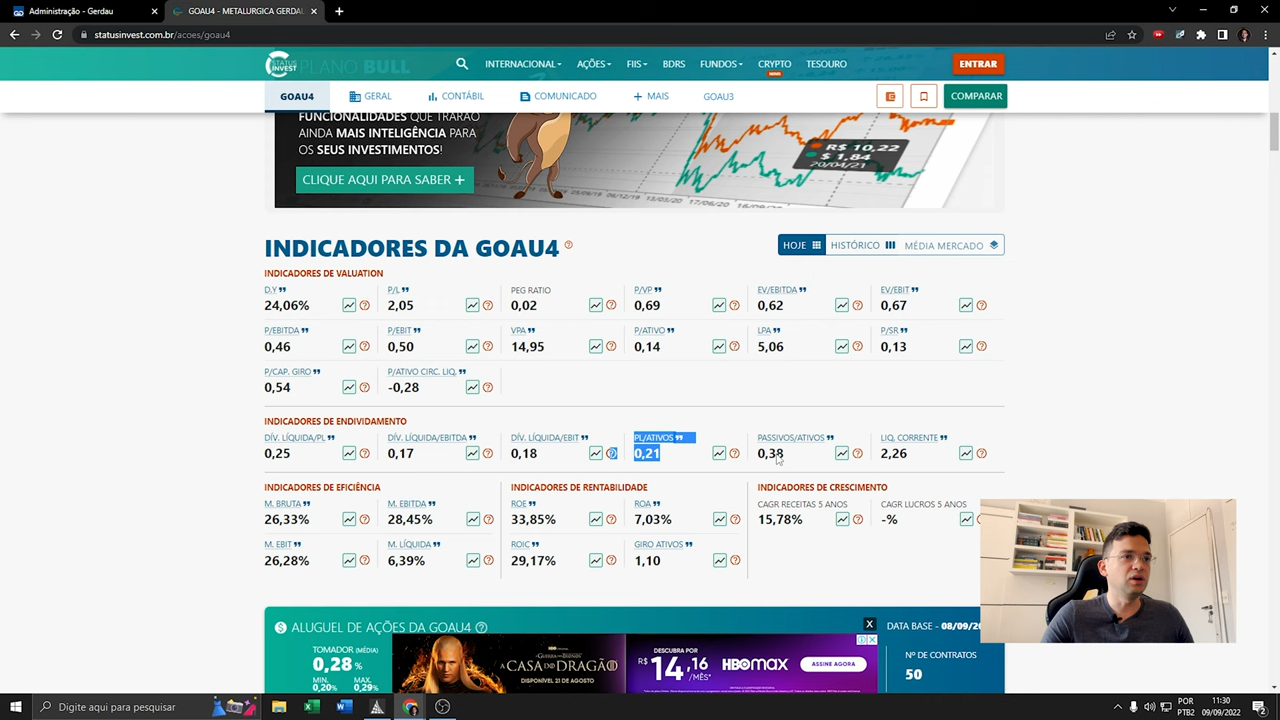 Administração - Gerdau
GOAU4 - METALURGICA GERDAU
statusinvest.com.br/acoes/goau4
STATUS INVEST
PLANO BULL
INTERNACIONAL
AÇÕES
FIIS
BDRS
FUNDOS
CRYPTO
TESOURO
ENTRAR
GOAU4
GERAL
CONTÁBIL
COMUNICADO
MAIS
GOAU3
COMPARAR
FUNCIONALIDADES QUE TRARÃO
AINDA MAIS INTELIGÊNCIA PARA
OS SEUS INVESTIMENTOS!
CLIQUE AQUI PARA SABER +
R$ 10,22
$ 1,84
20/04/21
INDICADORES DA GOAU4
HOJE
HISTÓRICO
MÉDIA MERCADO
INDICADORES DE VALUATION
D.Y P/L PEG RATIO P/VP EV/EBITDA EV/EBIT
24,06% 2,05 0,02 0,69 0,62 0,67
P/EBITDA P/EBIT VPA P/ATIVO LPA P/SR
0,46 0,50 14,95 0,14 5,06 0,13
P/CAP. GIRO P/ATIVO CIRC. LIQ.
0,54 -0,28
INDICADORES DE ENDIVIDAMENTO
DÍV. LÍQUIDA/PL DÍV. LÍQUIDA/EBITDA DÍV. LÍQUIDA/EBIT PL/ATIVOS PASSIVOS/ATIVOS LIQ. CORRENTE
0,25 0,17 0,18 0,21 0,38 2,26
INDICADORES DE EFICIÊNCIA INDICADORES DE RENTABILIDADE INDICADORES DE CRESCIMENTO
M. BRUTA M. EBITDA ROE ROA CAGR RECEITAS 5 ANOS CAGR LUCROS 5 ANOS
26,33% 28,45% 33,85% 7,03% 15,78% -%
M. EBIT M. LÍQUIDA ROIC GIRO ATIVOS
26,28% 6,39% 29,17% 1,10
ALUGUEL DE AÇÕES DA GOAU4
DATA BASE - 08/09/20
TOMADOR (MÉDIA)
0,28 %
MIN. MAX.
0,20% 0,29%
X
HBO
A CASA DO DRAGÃO
DISPONÍVEL 21 DE AGOSTO
DESCUBRA POR
R$ 14,16 /MÊS*
HBOMAX
ASSINE AGORA
Nº DE CONTRATOS
50
Digite aqui para pesquisar
POR
PTB2
11:30
09/09/2022
2